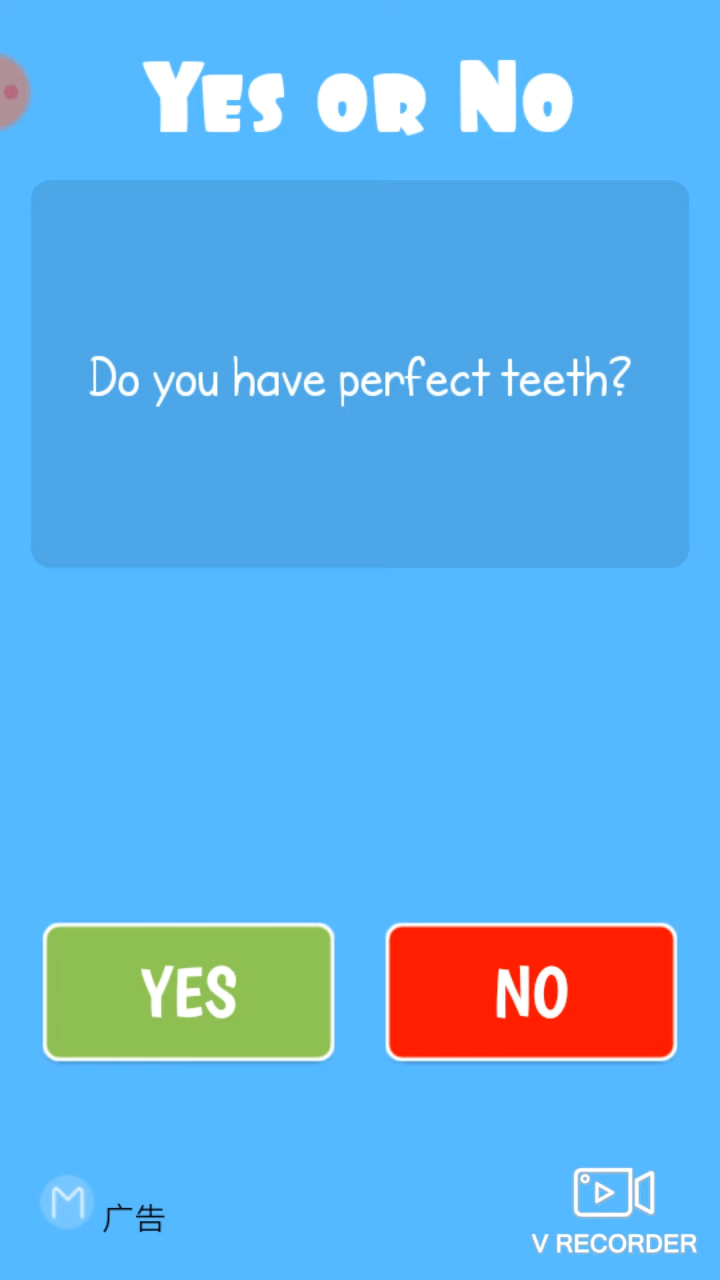 Yes or No
Do you have perfect teeth?
YES
NO
M 广告
V RECORDER